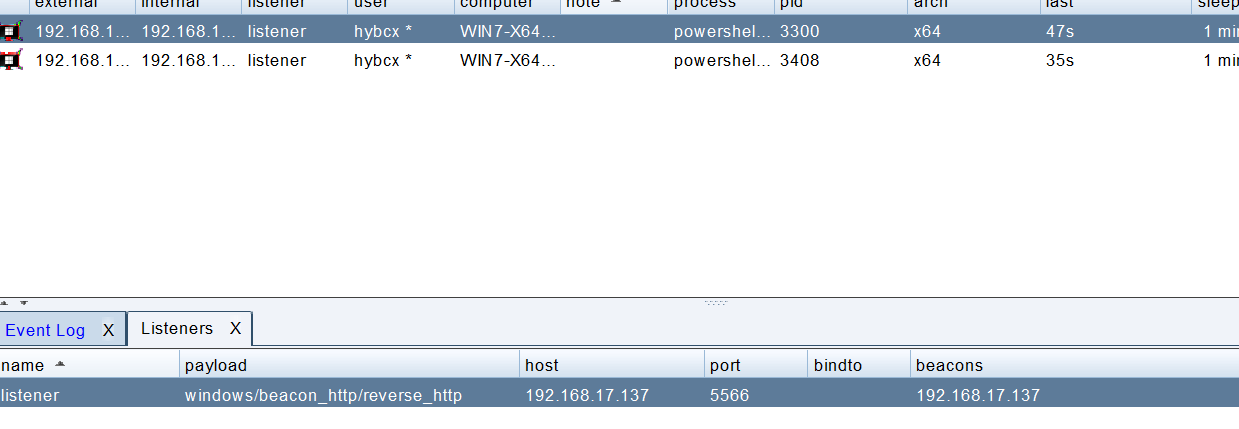 external internal listener user computer note process pid arch last sleep
192.168.1... 192.168.1... listener hybcx * WIN7-X64... powershel... 3300 x64 47s 1 min
192.168.1... 192.168.1... listener hybcx * WIN7-X64... powershel... 3408 x64 35s 1 min
Event Log X Listeners X
name payload host port bindto beacons
listener windows/beacon_http/reverse_http 192.168.17.137 5566 192.168.17.137